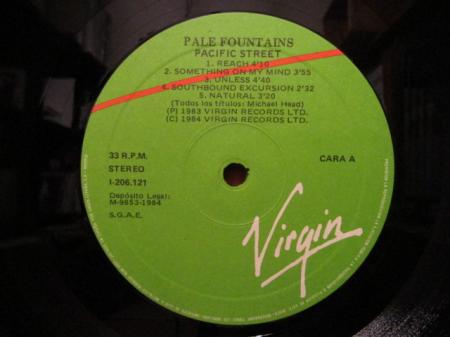 PALE FOUNTAINS
PACIFIC STREET
1. REACH 4'10
2. SOMETHING ON MY MIND 3'55
3. UNLESS 4'40
4. SOUTHBOUND EXCURSION 2'32
5. NATURAL 3'20
(Todos los títulos: Michael Head)
(P) 1983 VIRGIN RECORDS LTD.
(C) 1984 VIRGIN RECORDS LTD.
33 R.P.M.
STEREO
I-206.121
CARA A
Depósito Legal:
M-9853-1984
S.G.A.E.
Virgin